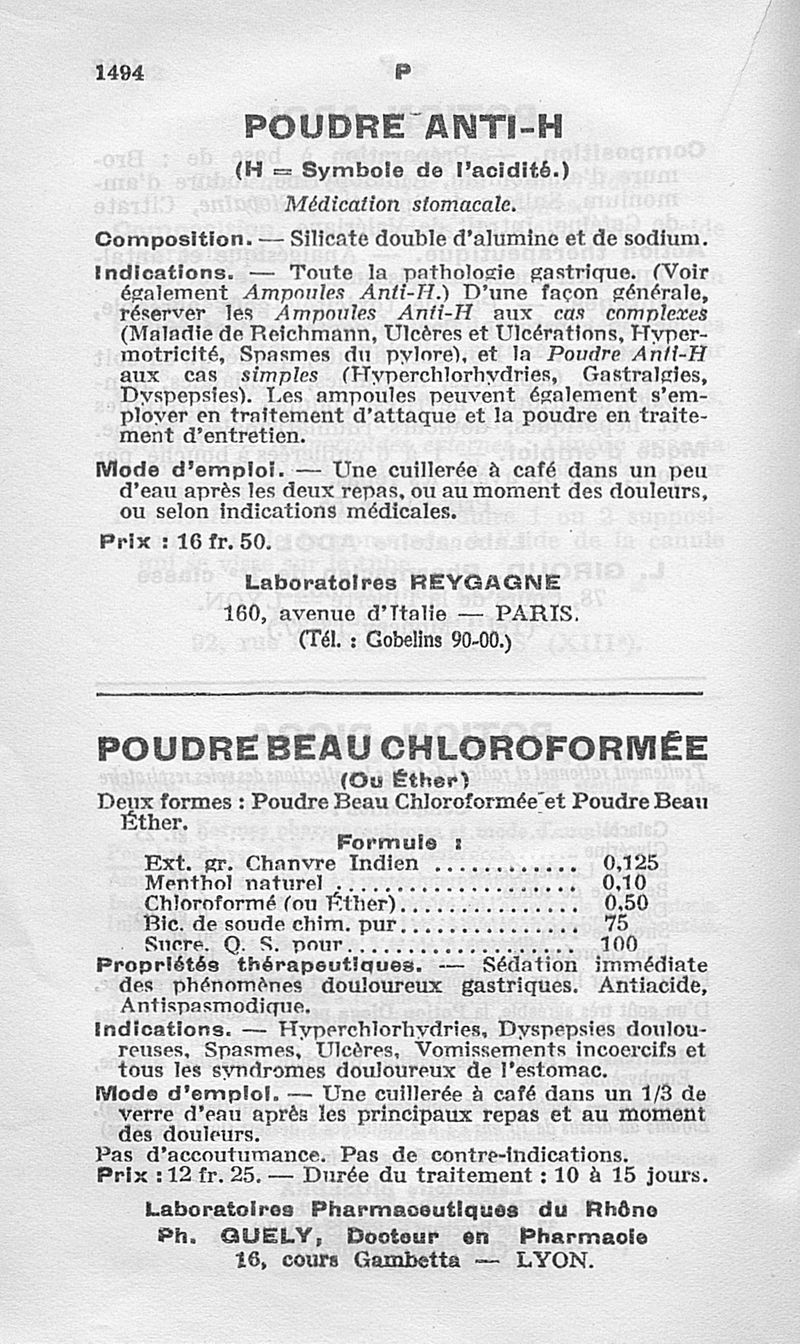 1494
P
POUDRE ANTI-H
(H = Symbole de l'acidité.)
Médication stomacale.
Composition. — Silicate double d'alumine et de sodium.
Indications. — Toute la pathologie gastrique. (Voir
également Ampoules Anti-H.) D'une façon générale,
réserver les Ampoules Anti-H aux cas complexes
(Maladie de Reichmann, Ulcères et Ulcérations, Hyper-
motricité, Spasmes du pylore), et la Poudre Anti-H
aux cas simples (Hyperchlorhydries, Gastralgies,
Dyspepsies). Les ampoules peuvent également s'em-
ployer en traitement d'attaque et la poudre en traite-
ment d'entretien.
Mode d'emploi. — Une cuillerée à café dans un peu
d'eau après les deux repas, ou au moment des douleurs,
ou selon indications médicales.
Prix : 16 fr. 50.
Laboratoires REYGAGNE
160, avenue d'Italie — PARIS.
(Tél. : Gobelins 90-00.)
POUDRE BEAU CHLOROFORMÉE
(Ou Éther)
Deux formes : Poudre Beau Chloroformée et Poudre Beau
Éther.
Formule :
Ext. gr. Chanvre Indien ............ 0,125
Menthol naturel .................... 0,10
Chloroformé (ou Éther)............... 0,50
Bic. de soude chim. pur............... 75
Sucre. Q. S. pour.................... 100
Propriétés thérapeutiques. — Sédation immédiate
des phénomènes douloureux gastriques. Antiacide,
Antispasmodique.
Indications. — Hyperchlorhydries, Dyspepsies doulou-
reuses, Spasmes, Ulcères, Vomissements incoercifs et
tous les syndromes douloureux de l'estomac.
Mode d'emploi. — Une cuillerée à café dans un 1/3 de
verre d'eau après les principaux repas et au moment
des douleurs.
Pas d'accoutumance. Pas de contre-indications.
Prix : 12 fr. 25. — Durée du traitement : 10 à 15 jours.
Laboratoires Pharmaceutiques du Rhône
Ph. QUELY, Docteur en Pharmacie
16, cours Gambetta — LYON.